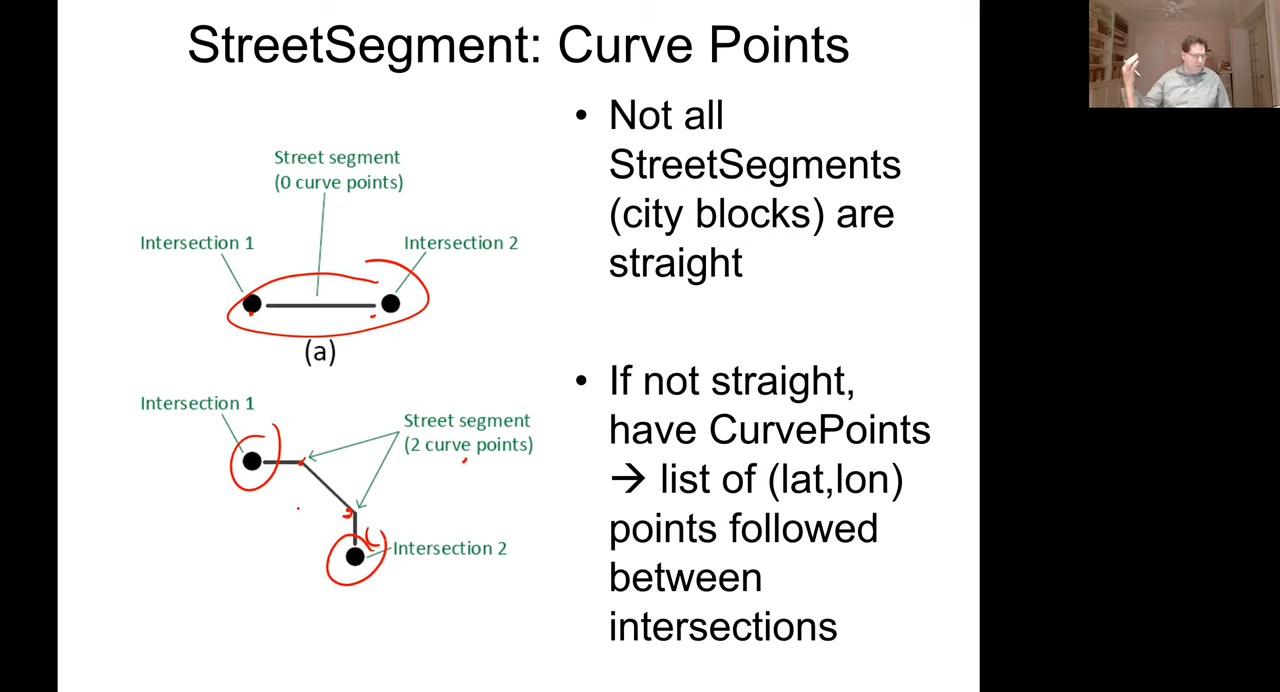 StreetSegment: Curve Points
Street segment
(0 curve points)
Intersection 1
Intersection 2
(a)
Intersection 1
Street segment
(2 curve points)
Intersection 2
• Not all
StreetSegments
(city blocks) are
straight
• If not straight,
have CurvePoints
→ list of (lat,lon)
points followed
between
intersections